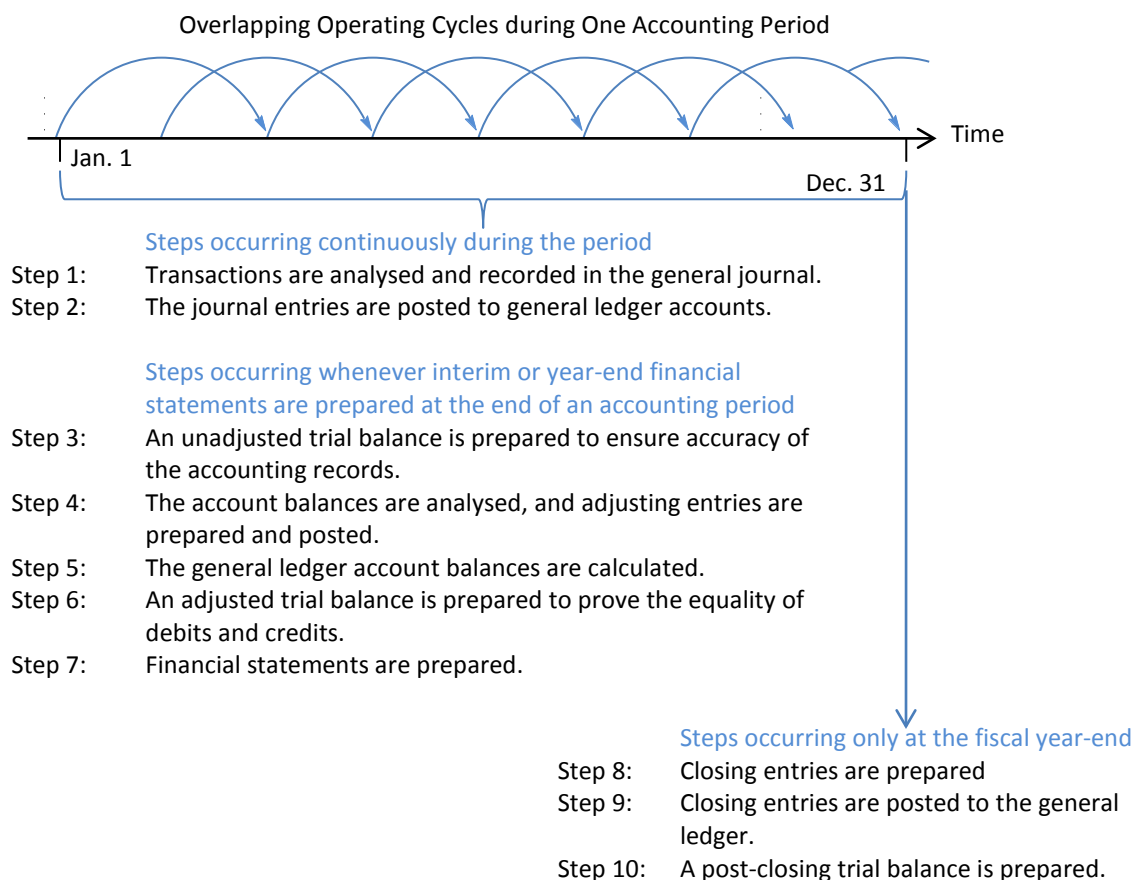 Overlapping Operating Cycles during One Accounting Period
Time
Jan. 1
Dec. 31
Steps occurring continuously during the period
Step 1: Transactions are analysed and recorded in the general journal.
Step 2: The journal entries are posted to general ledger accounts.
Steps occurring whenever interim or year-end financial
statements are prepared at the end of an accounting period
Step 3: An unadjusted trial balance is prepared to ensure accuracy of
the accounting records.
Step 4: The account balances are analysed, and adjusting entries are
prepared and posted.
Step 5: The general ledger account balances are calculated.
Step 6: An adjusted trial balance is prepared to prove the equality of
debits and credits.
Step 7: Financial statements are prepared.
Steps occurring only at the fiscal year-end
Step 8: Closing entries are prepared
Step 9: Closing entries are posted to the general
ledger.
Step 10: A post-closing trial balance is prepared.